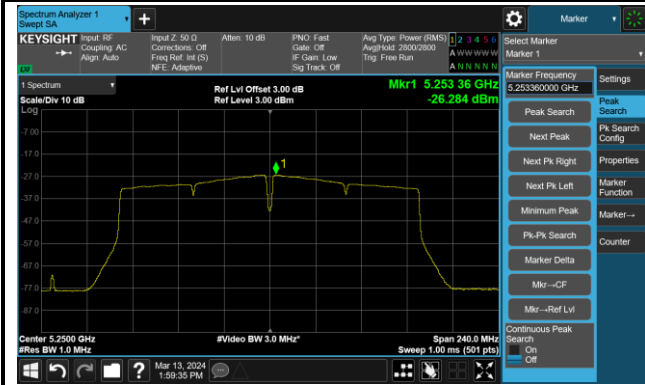 Spectrum Analyzer 1
Swept SA
+
Marker
KEYSIGHT
Input: RF
Coupling: AC
Align: Auto
Input Z: 50 Ω
Corrections: Off
Freq Ref: Int (S)
NFE: Adaptive
Atten: 10 dB
PNO: Fast
Gate: Off
IF Gain: Low
Sig Track: Off
Avg Type: Power (RMS)
Avg|Hold: 2800/2800
Trig: Free Run
1 2 3 4 5 6
A W W W W W
A N N N N N
Select Marker
Marker 1
1 Spectrum
Scale/Div 10 dB
Log
Ref Lvl Offset 3.00 dB
Ref Level 3.00 dBm
Mkr1 5.253 36 GHz
-26.284 dBm
-7.00
-17.0
-27.0
-37.0
-47.0
-57.0
-67.0
-77.0
-87.0
1
Center 5.2500 GHz
#Res BW 1.0 MHz
#Video BW 3.0 MHz*
Span 240.0 MHz
Sweep 1.00 ms (501 pts)
Marker Frequency
5.253360000 GHz
Peak Search
Next Peak
Next Pk Right
Next Pk Left
Minimum Peak
Pk-Pk Search
Marker Delta
Mkr→CF
Mkr→Ref Lvl
Continuous Peak
Search
On
Off
Settings
Peak
Search
Pk Search
Config
Properties
Marker
Function
Marker→
Counter
?
Mar 13, 2024
1:59:35 PM